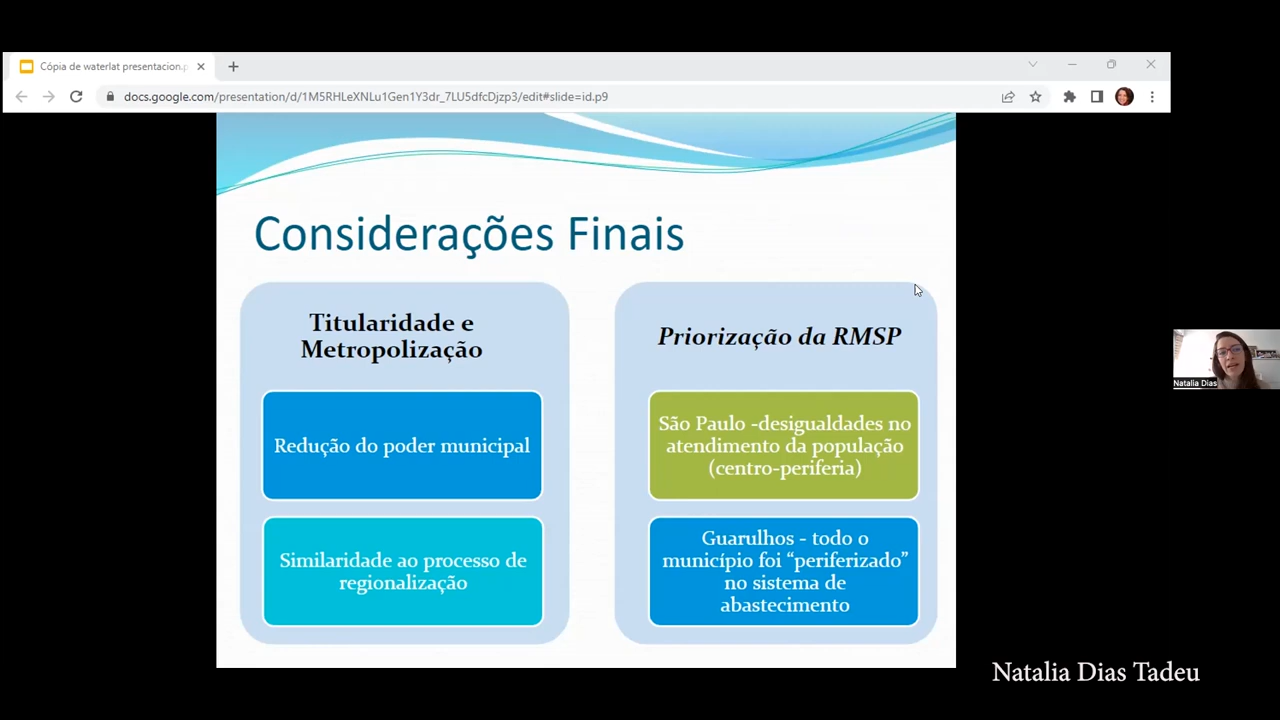 Cópia de waterlat presentacion.p
docs.google.com/presentation/d/1M5RHLeXNLu1Gen1Y3dr_7LU5dfcDjzp3/edit#slide=id.p9
Considerações Finais
Titularidade e
Metropolização
Redução do poder municipal
Similaridade ao processo de
regionalização
Priorização da RMSP
São Paulo -desigualdades no
atendimento da população
(centro-periferia)
Guarulhos - todo o
município foi “periferizado”
no sistema de
abastecimento
Natalia Dias
Natalia Dias Tadeu